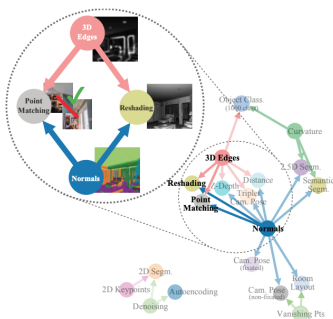 3D
Edges
Point
Matching
Reshading
Normals
Object Class.
(1000 class)
Curvature
3D Edges
2.5D Segm.
Reshading
Z-Depth
Distance
Semantic
Segm.
Point
Matching
Triplet
Cam. Pose
Normals
Cam. Pose
(fixated)
2D Segm.
2D Keypoints
Autoencoding
Denoising
Room
Layout
Cam. Pose
(non-fixated)
Vanishing Pts